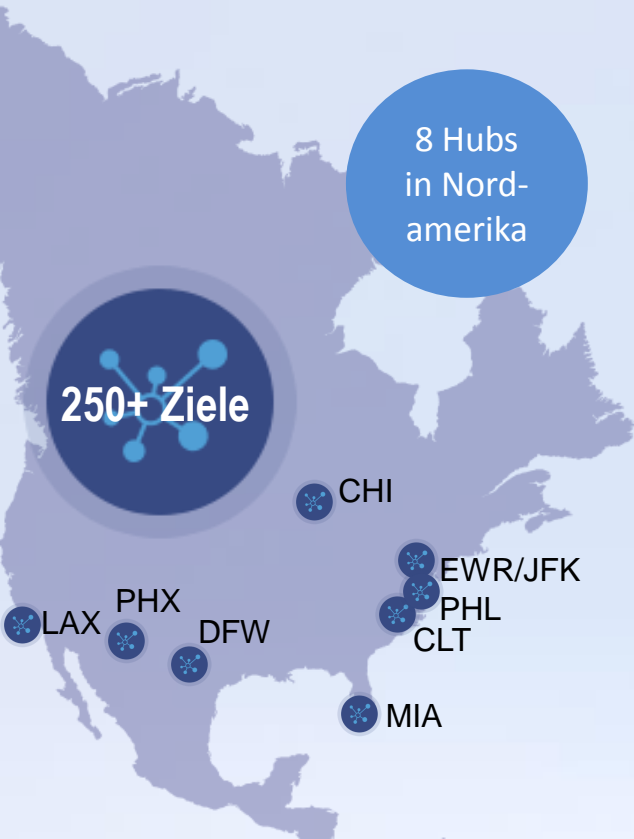 8 Hubs
in Nord-
amerika
250+ Ziele
CHI
EWR/JFK
PHX
LAX
PHL
DFW
CLT
MIA